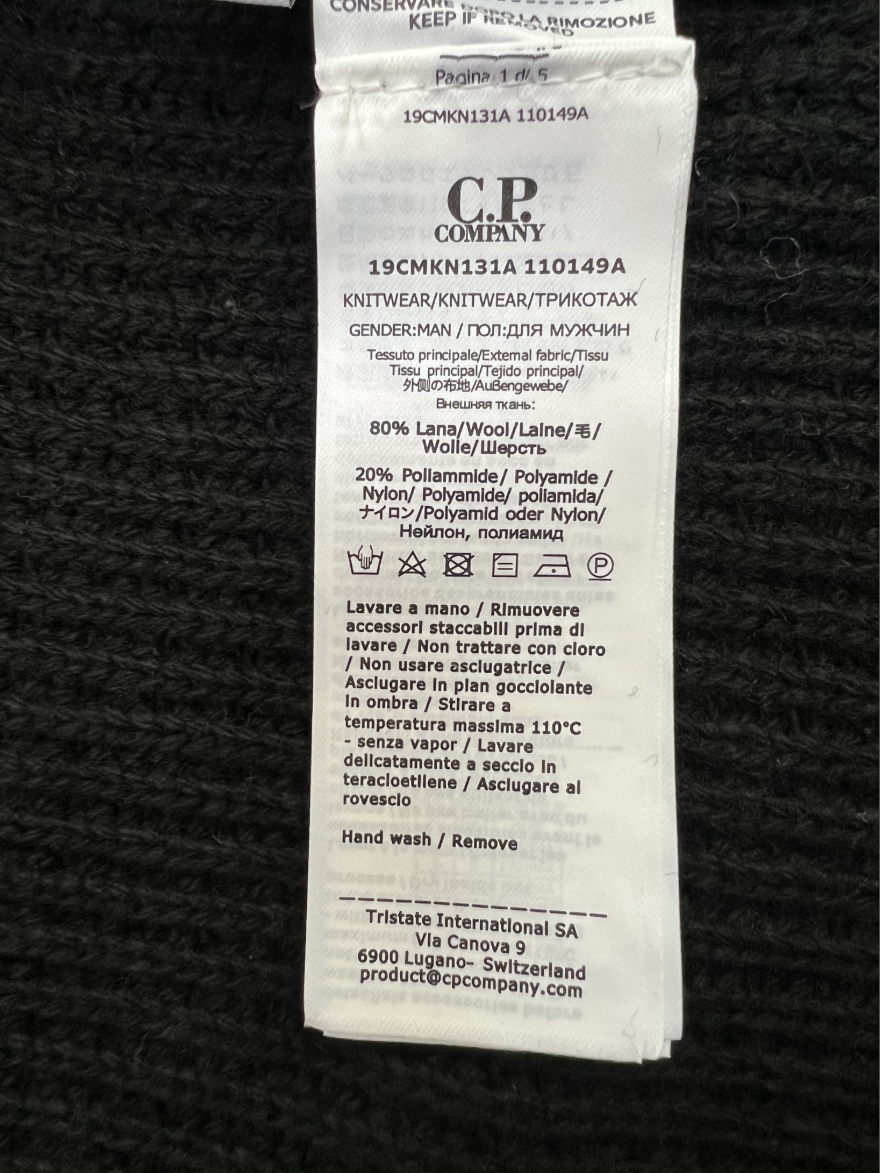 CONSERVARE DOPO LA RIMOZIONE
KEEP IF REMOVED
Pagina 1 di 5
19CMKN131A 110149A
C.P.
COMPANY
19CMKN131A 110149A
KNITWEAR/KNITWEAR/ТРИКОТАЖ
GENDER:MAN / ПОЛ:ДЛЯ МУЖЧИН
Tessuto principale/External fabric/Tissu
Tissu principal/Tejido principal/
外側の布地/Außengewebe/
Внешняя ткань:
80% Lana/Wool/Laine/毛/
Wolle/Шерсть
20% Poliammide/ Polyamide /
Nylon/ Polyamide/ poliamida/
ナイロン/Polyamid oder Nylon/
Нейлон, полиамид
P
Lavare a mano / Rimuovere
accessori staccabili prima di
lavare / Non trattare con cloro
/ Non usare asciugatrice /
Asciugare in pian gocciolante
in ombra / Stirare a
temperatura massima 110°C
- senza vapor / Lavare
delicatamente a seccio in
teracloetilene / Asciugare al
rovescio
Hand wash / Remove
Tristate International SA
Via Canova 9
6900 Lugano- Switzerland
product@cpcompany.com